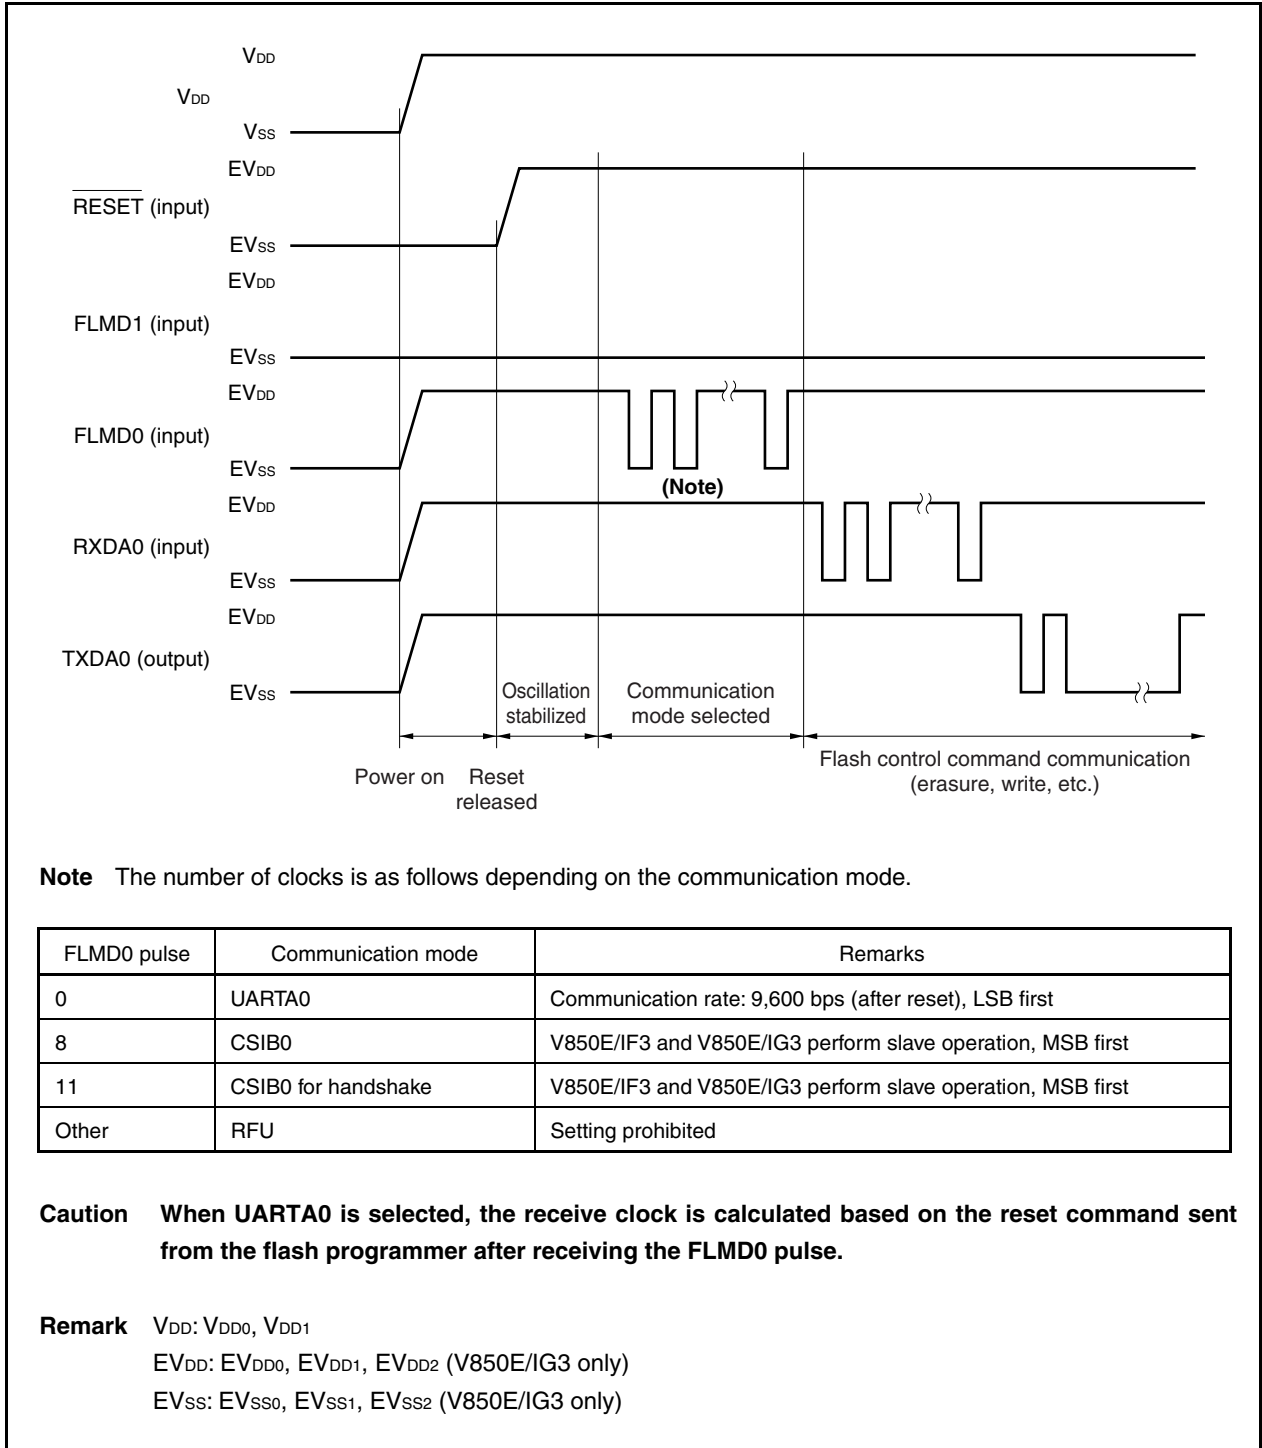 VDD
VDD
VSS
EVDD
RESET (input)
EVSS
EVDD
FLMD1 (input)
EVSS
EVDD
FLMD0 (input)
EVSS
(Note)
EVDD
RXDA0 (input)
EVSS
EVDD
TXDA0 (output)
EVSS
Oscillation
stabilized
Communication
mode selected
Power on
Reset
released
Flash control command communication
(erasure, write, etc.)
Note The number of clocks is as follows depending on the communication mode.
FLMD0 pulse Communication mode Remarks
0 UARTA0 Communication rate: 9,600 bps (after reset), LSB first
8 CSIB0 V850E/IF3 and V850E/IG3 perform slave operation, MSB first
11 CSIB0 for handshake V850E/IF3 and V850E/IG3 perform slave operation, MSB first
Other RFU Setting prohibited
Caution When UARTA0 is selected, the receive clock is calculated based on the reset command sent
from the flash programmer after receiving the FLMD0 pulse.
Remark VDD: VDD0, VDD1
EVDD: EVDD0, EVDD1, EVDD2 (V850E/IG3 only)
EVSS: EVSS0, EVSS1, EVSS2 (V850E/IG3 only)